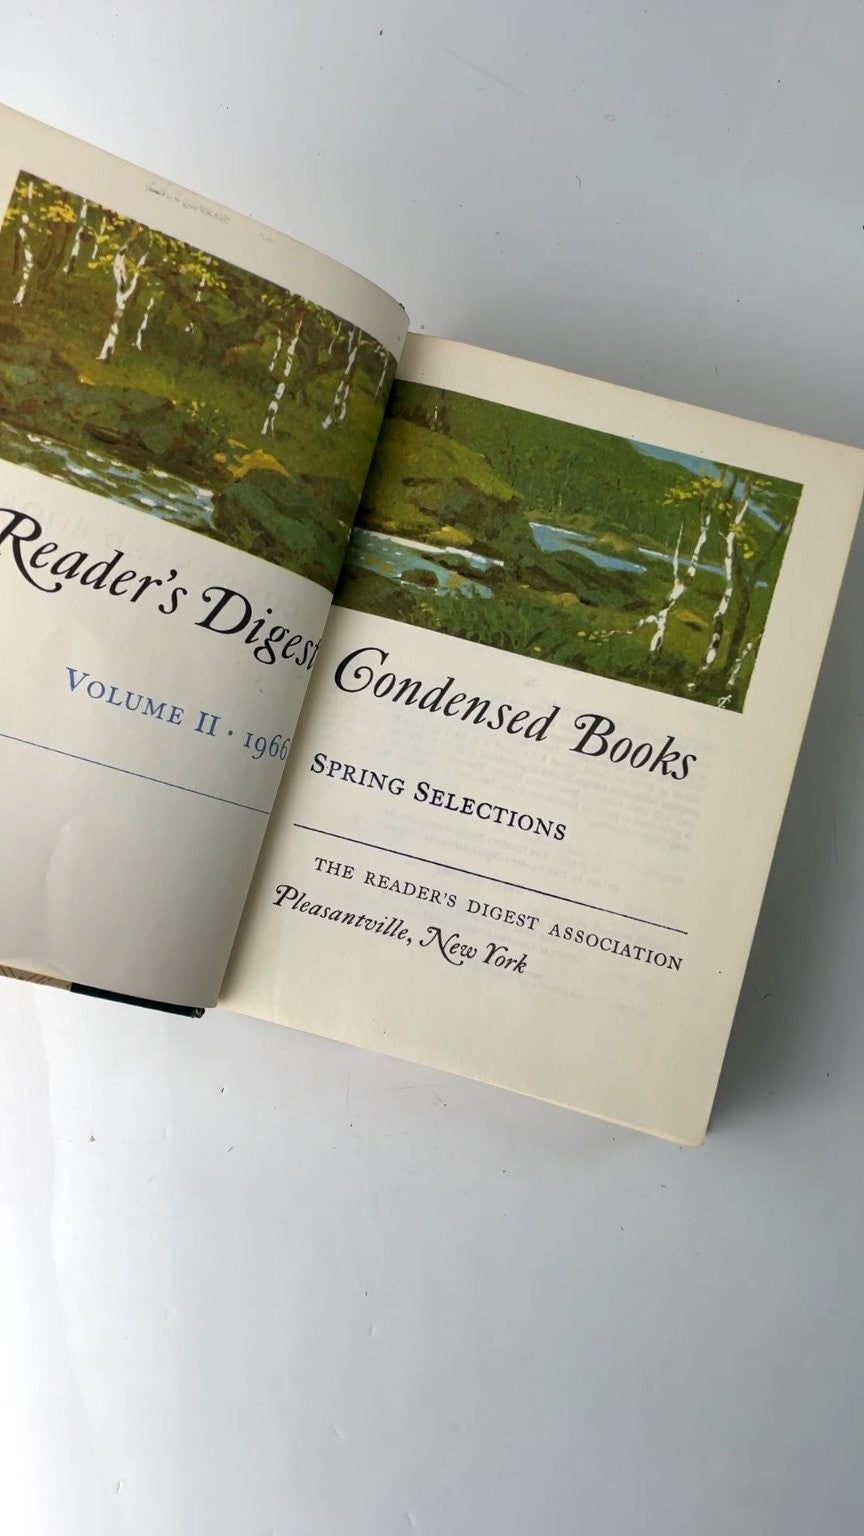 Reader's Digest
VOLUME II · 1966
Condensed Books
SPRING SELECTIONS
THE READER'S DIGEST ASSOCIATION
Pleasantville, New York